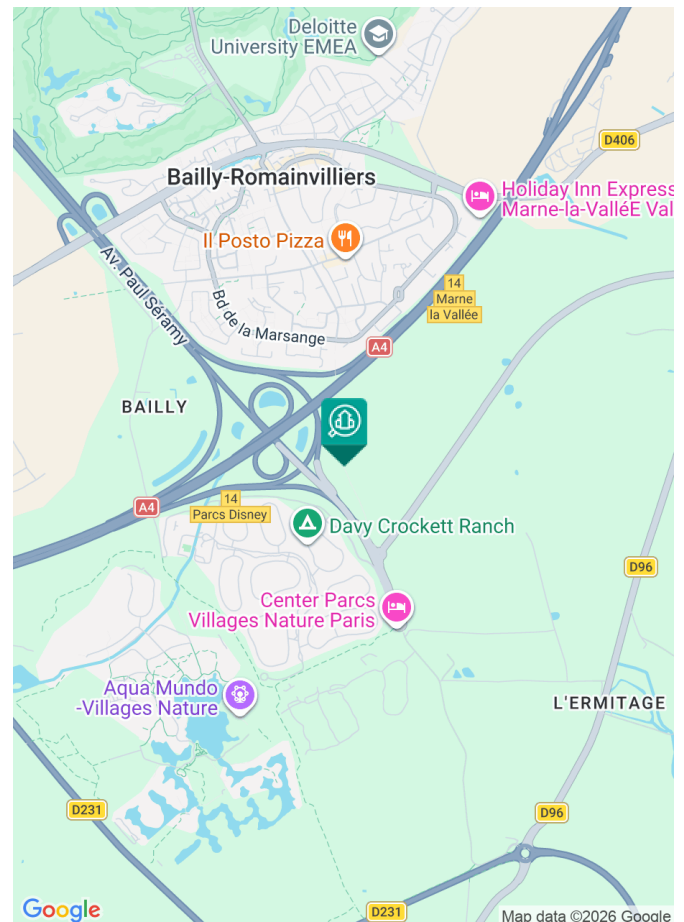 Deloitte
University EMEA
D406
Bailly-Romainvilliers
Holiday Inn Express
Marne-la-ValléE Val
Il Posto Pizza
Av. Paul Séramy
14
Marne
la Vallée
Bd de la Marsange
A4
BAILLY
14
Parcs Disney
A4
Davy Crockett Ranch
D96
Center Parcs
Villages Nature Paris
Aqua Mundo
-Villages Nature
L'ERMITAGE
D231
D96
Google
D231
Map data ©2026 Google